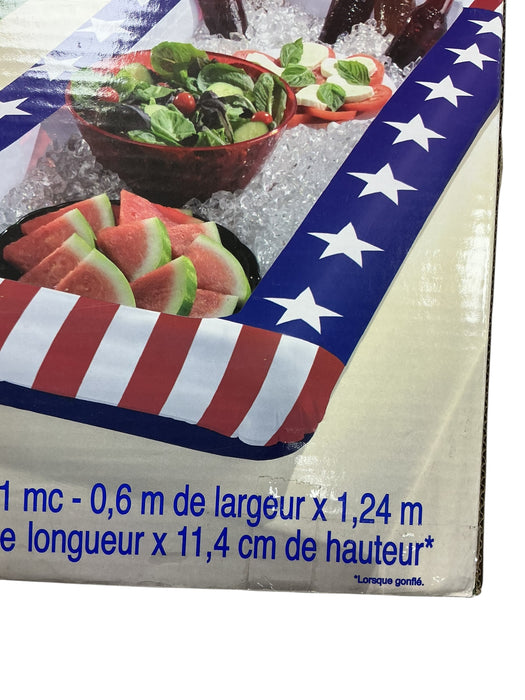 1 mc - 0,6 m de largeur x 1,24 m
e longueur x 11,4 cm de hauteur*
*Lorsque gonflé.